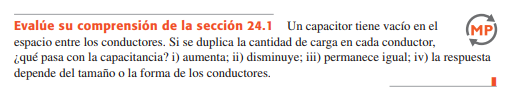 Evalúe su comprensión de la sección 24.1 Un capacitor tiene vacío en el
espacio entre los conductores. Si se duplica la cantidad de carga en cada conductor,
¿qué pasa con la capacitancia? i) aumenta; ii) disminuye; iii) permanece igual; iv) la respuesta
depende del tamaño o la forma de los conductores.
MP